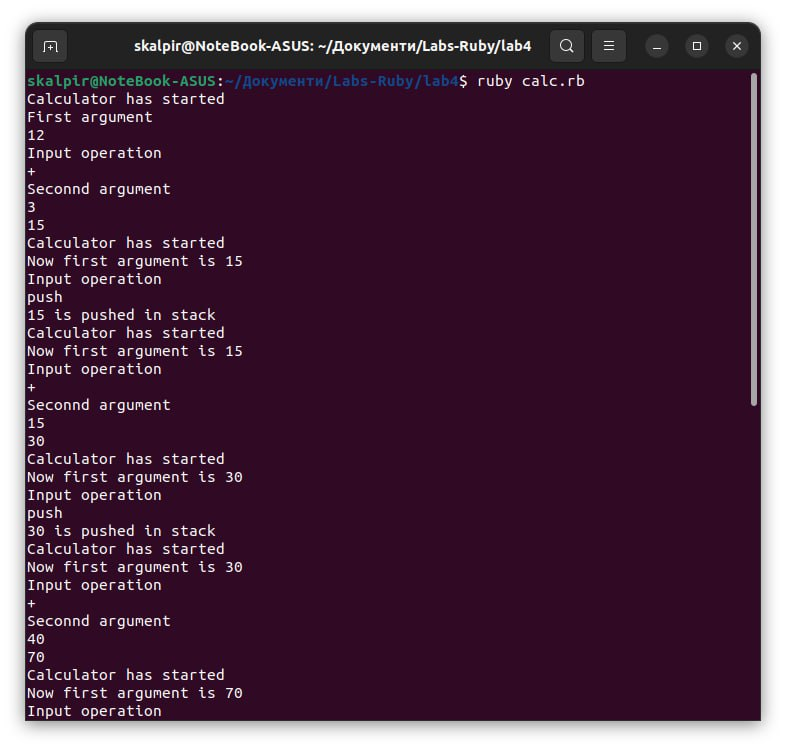 skalpir@NoteBook-ASUS: ~/Документи/Labs-Ruby/lab4
skalpir@NoteBook-ASUS:~/Документи/Labs-Ruby/lab4$ ruby calc.rb
Calculator has started
First argument
12
Input operation
+
Seconnd argument
3
15
Calculator has started
Now first argument is 15
Input operation
push
15 is pushed in stack
Calculator has started
Now first argument is 15
Input operation
+
Seconnd argument
15
30
Calculator has started
Now first argument is 30
Input operation
push
30 is pushed in stack
Calculator has started
Now first argument is 30
Input operation
+
Seconnd argument
40
70
Calculator has started
Now first argument is 70
Input operation